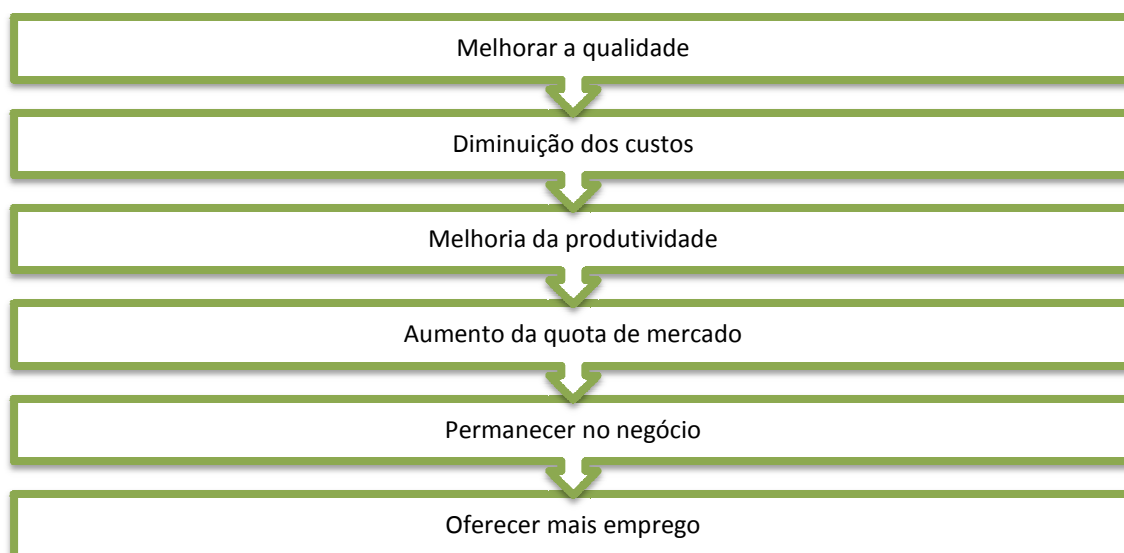 Melhorar a qualidade
Diminuição dos custos
Melhoria da produtividade
Aumento da quota de mercado
Permanecer no negócio
Oferecer mais emprego